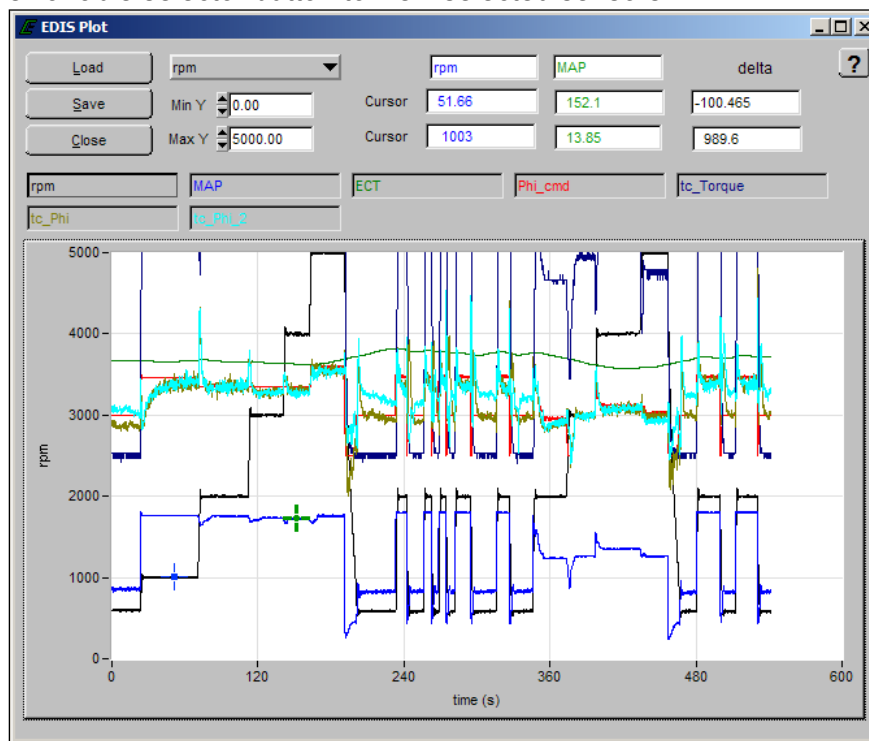 EDIS Plot
Load
rpm
rpm
MAP
delta
?
Save
Min Y
0.00
Cursor
51.66
152.1
-100.465
Close
Max Y
5000.00
Cursor
1003
13.85
989.6
rpm
MAP
ECT
Phi_cmd
tc_Torque
tc_Phi
tc_Phi_2
5000
4000
3000
2000
1000
0
rpm
0
120
240
360
480
600
time (s)